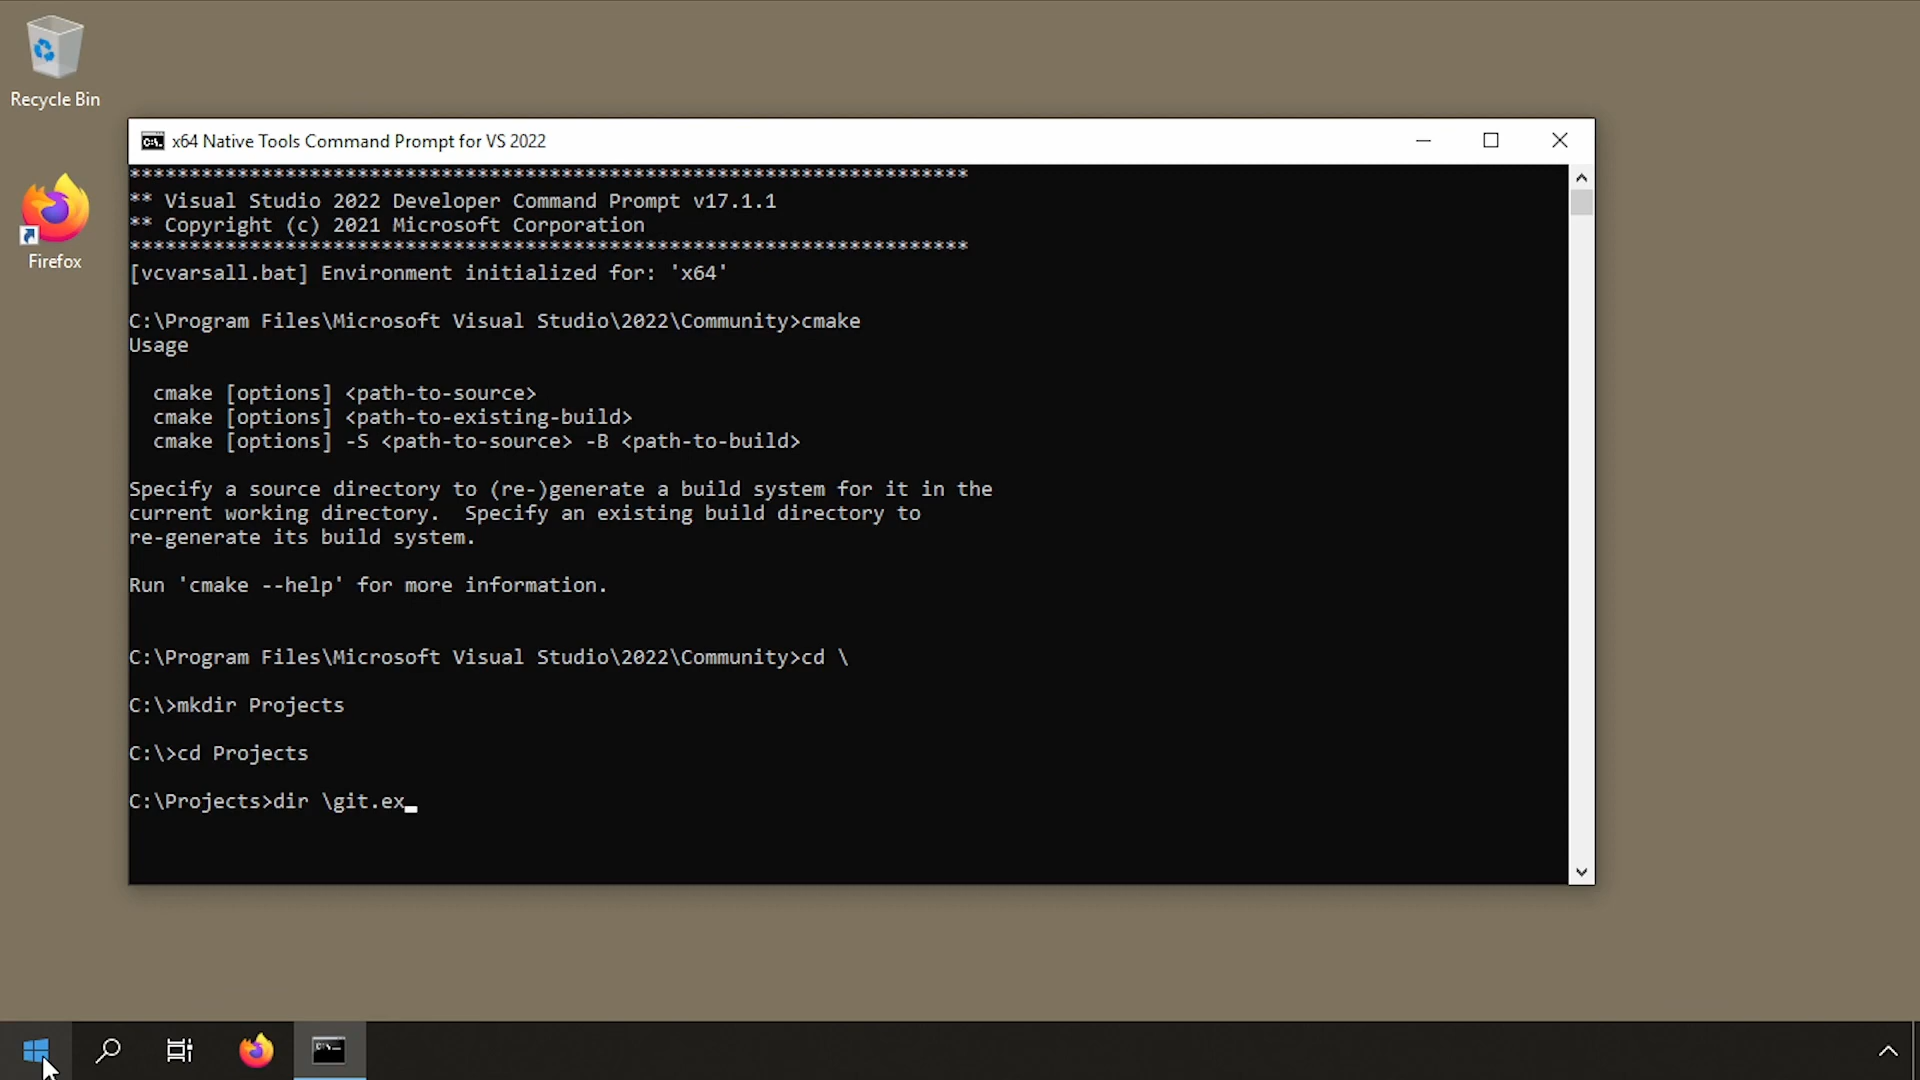 Recycle Bin
Firefox
x64 Native Tools Command Prompt for VS 2022
**********************************************************************
** Visual Studio 2022 Developer Command Prompt v17.1.1
** Copyright (c) 2021 Microsoft Corporation
**********************************************************************
[vcvarsall.bat] Environment initialized for: 'x64'
C:\Program Files\Microsoft Visual Studio\2022\Community>cmake
Usage
cmake [options] <path-to-source>
cmake [options] <path-to-existing-build>
cmake [options] -S <path-to-source> -B <path-to-build>
Specify a source directory to (re-)generate a build system for it in the
current working directory.  Specify an existing build directory to
re-generate its build system.
Run 'cmake --help' for more information.
C:\Program Files\Microsoft Visual Studio\2022\Community>cd \
C:\>mkdir Projects
C:\>cd Projects
C:\Projects>dir \git.ex